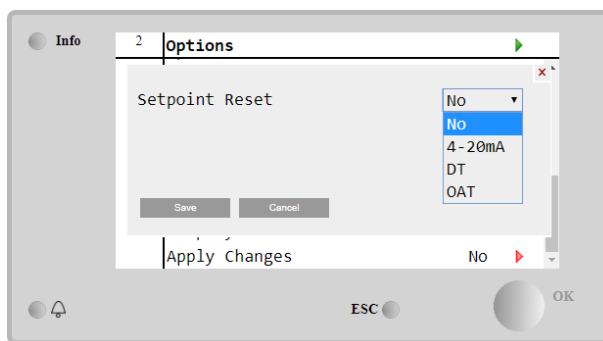 Info
2 Options
×
Setpoint Reset No
No
4-20mA
DT
OAT
Save Cancel
Apply Changes No
ESC
OK